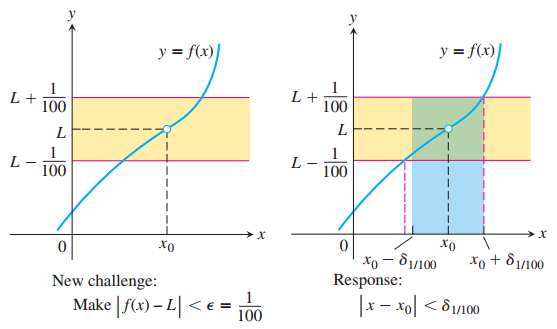 y
y = f(x)
L + 1/100
L
L − 1/100
0
x₀
x
New challenge:
Make |f(x) – L| < ϵ = 1/100
y
y = f(x)
L + 1/100
L
L − 1/100
0
x₀
x
x₀ − δ₁/₁₀₀
x₀ + δ₁/₁₀₀
Response:
|x − x₀| < δ₁/₁₀₀